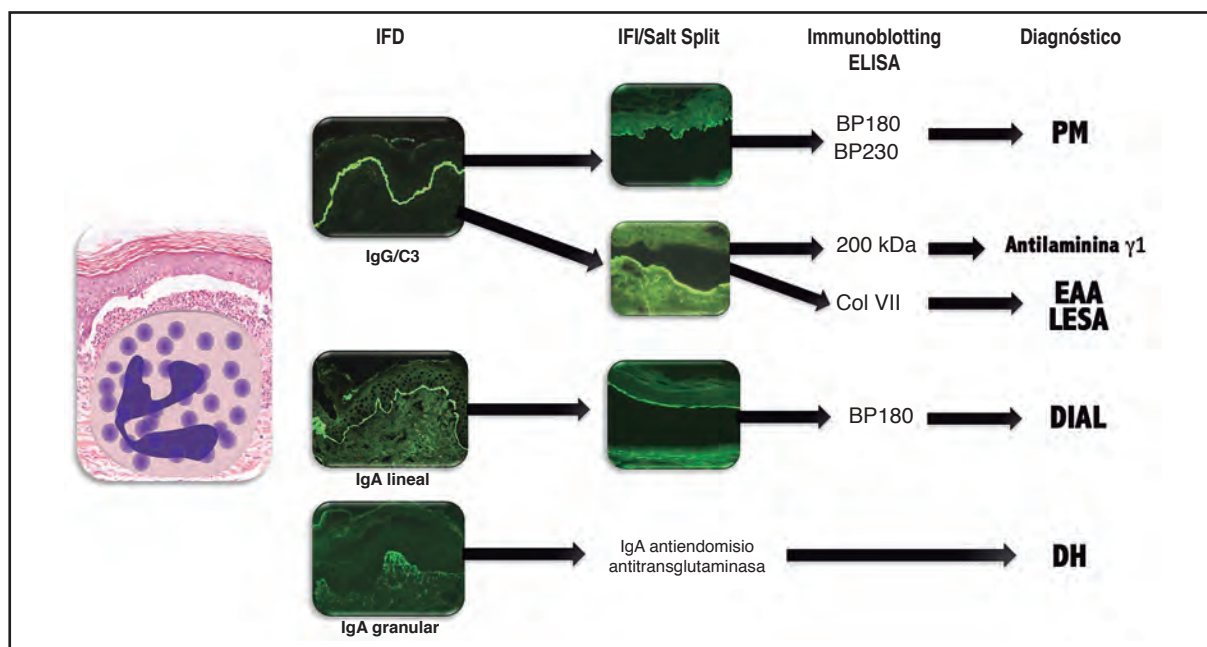 IFD
IFI/Salt Split
Immunoblotting
ELISA
Diagnóstico
IgG/C3
BP180
BP230
PM
200 kDa
Antilaminina γ1
Col VII
EAA
LESA
IgA lineal
BP180
DIAL
IgA granular
IgA antiendomisio
antitransglutaminasa
DH